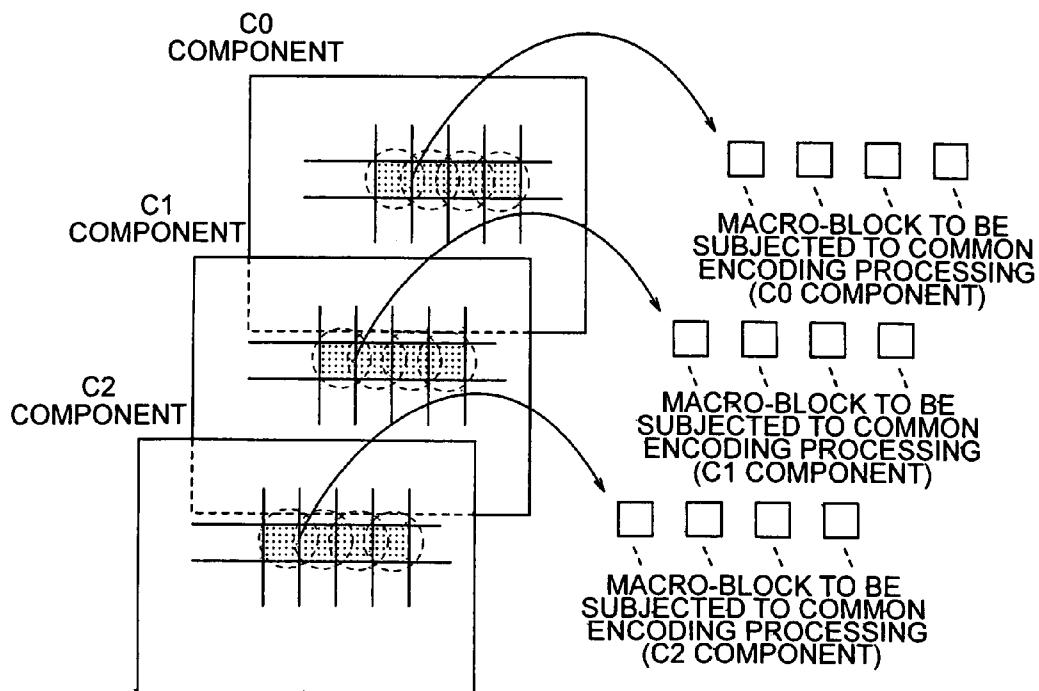 C0
COMPONENT
MACRO-BLOCK TO BE
SUBJECTED TO COMMON
ENCODING PROCESSING
(C0 COMPONENT)
C1
COMPONENT
MACRO-BLOCK TO BE
SUBJECTED TO COMMON
ENCODING PROCESSING
(C1 COMPONENT)
C2
COMPONENT
MACRO-BLOCK TO BE
SUBJECTED TO COMMON
ENCODING PROCESSING
(C2 COMPONENT)